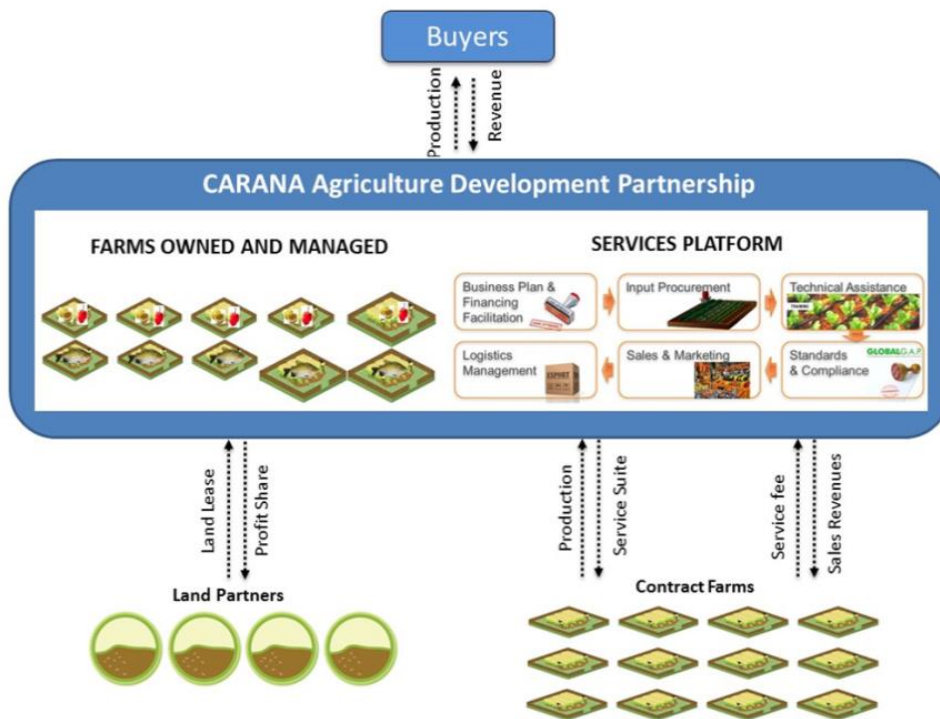 Buyers
Production
Revenue
CARANA Agriculture Development Partnership
FARMS OWNED AND MANAGED
SERVICES PLATFORM
Business Plan &
Financing
Facilitation
Input Procurement
Technical Assistance
TRAINING
Logistics
Management
EXPORT
Sales & Marketing
Standards
& Compliance
GLOBALG.A.P.
Land Lease
Profit Share
Production
Service Suite
Service fee
Sales Revenues
Land Partners
Contract Farms